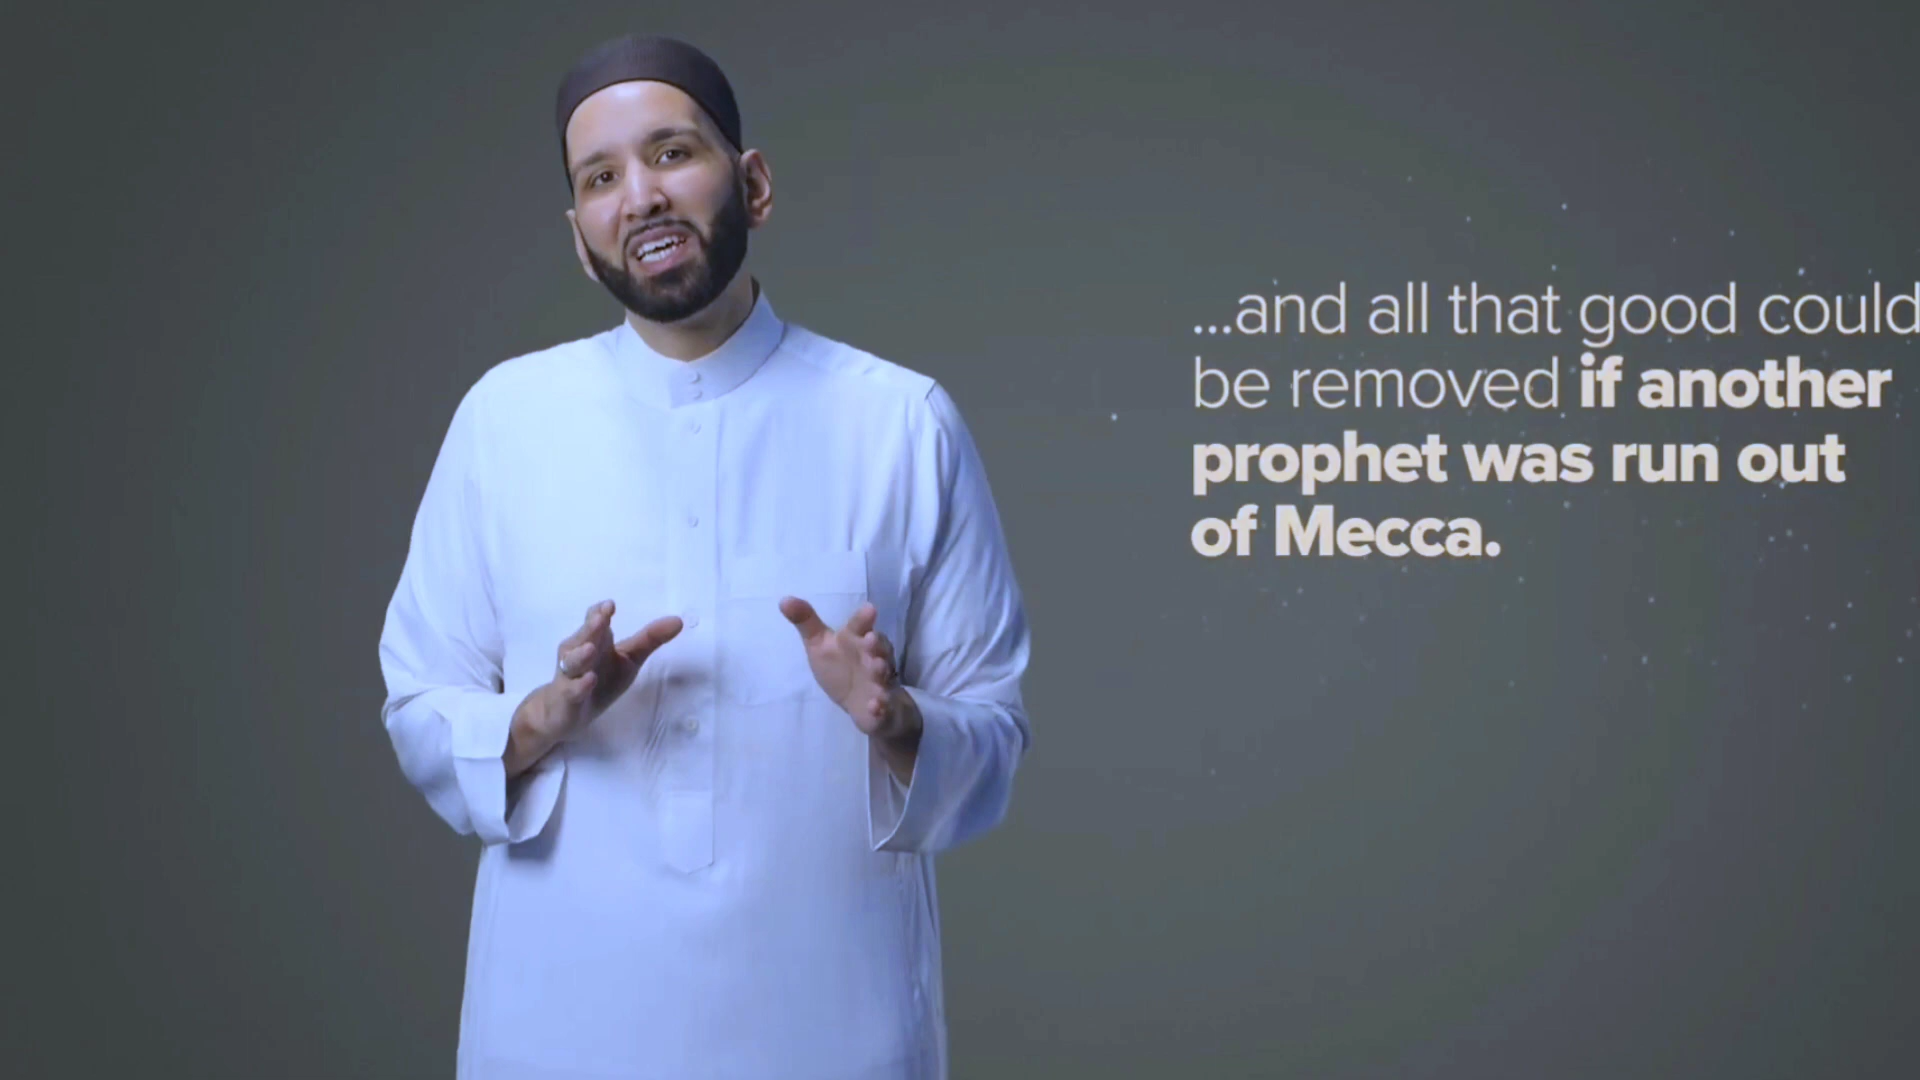 ...and all that good could
be removed if another
prophet was run out
of Mecca.